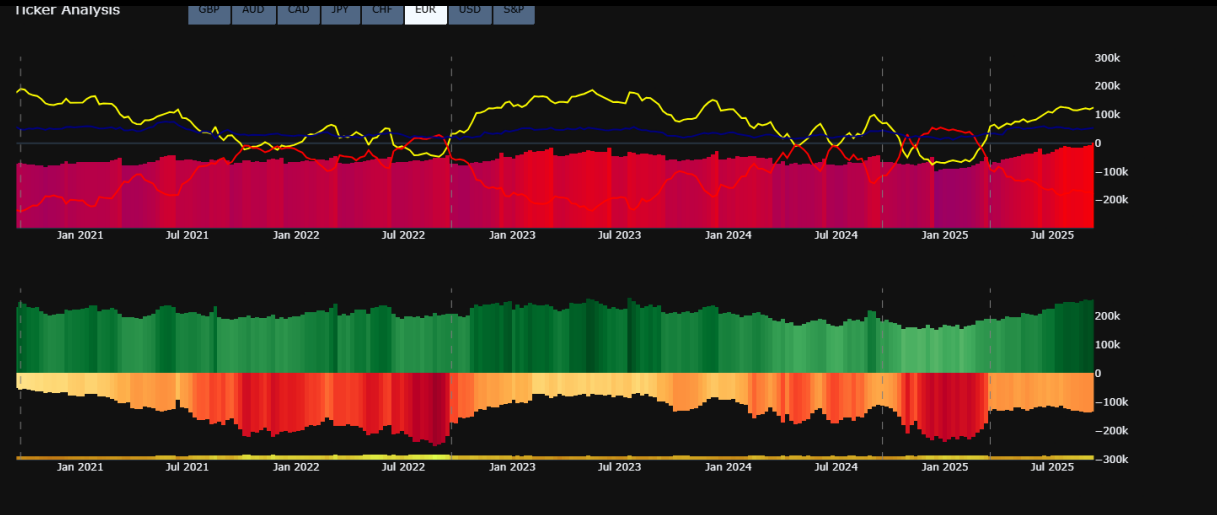 Ticker Analysis
GBP AUD CAD JPY CHF EUR USD S&P
300k
200k
100k
0
−100k
−200k
Jan 2021 Jul 2021 Jan 2022 Jul 2022 Jan 2023 Jul 2023 Jan 2024 Jul 2024 Jan 2025 Jul 2025
200k
100k
0
−100k
−200k
−300k
Jan 2021 Jul 2021 Jan 2022 Jul 2022 Jan 2023 Jul 2023 Jan 2024 Jul 2024 Jan 2025 Jul 2025